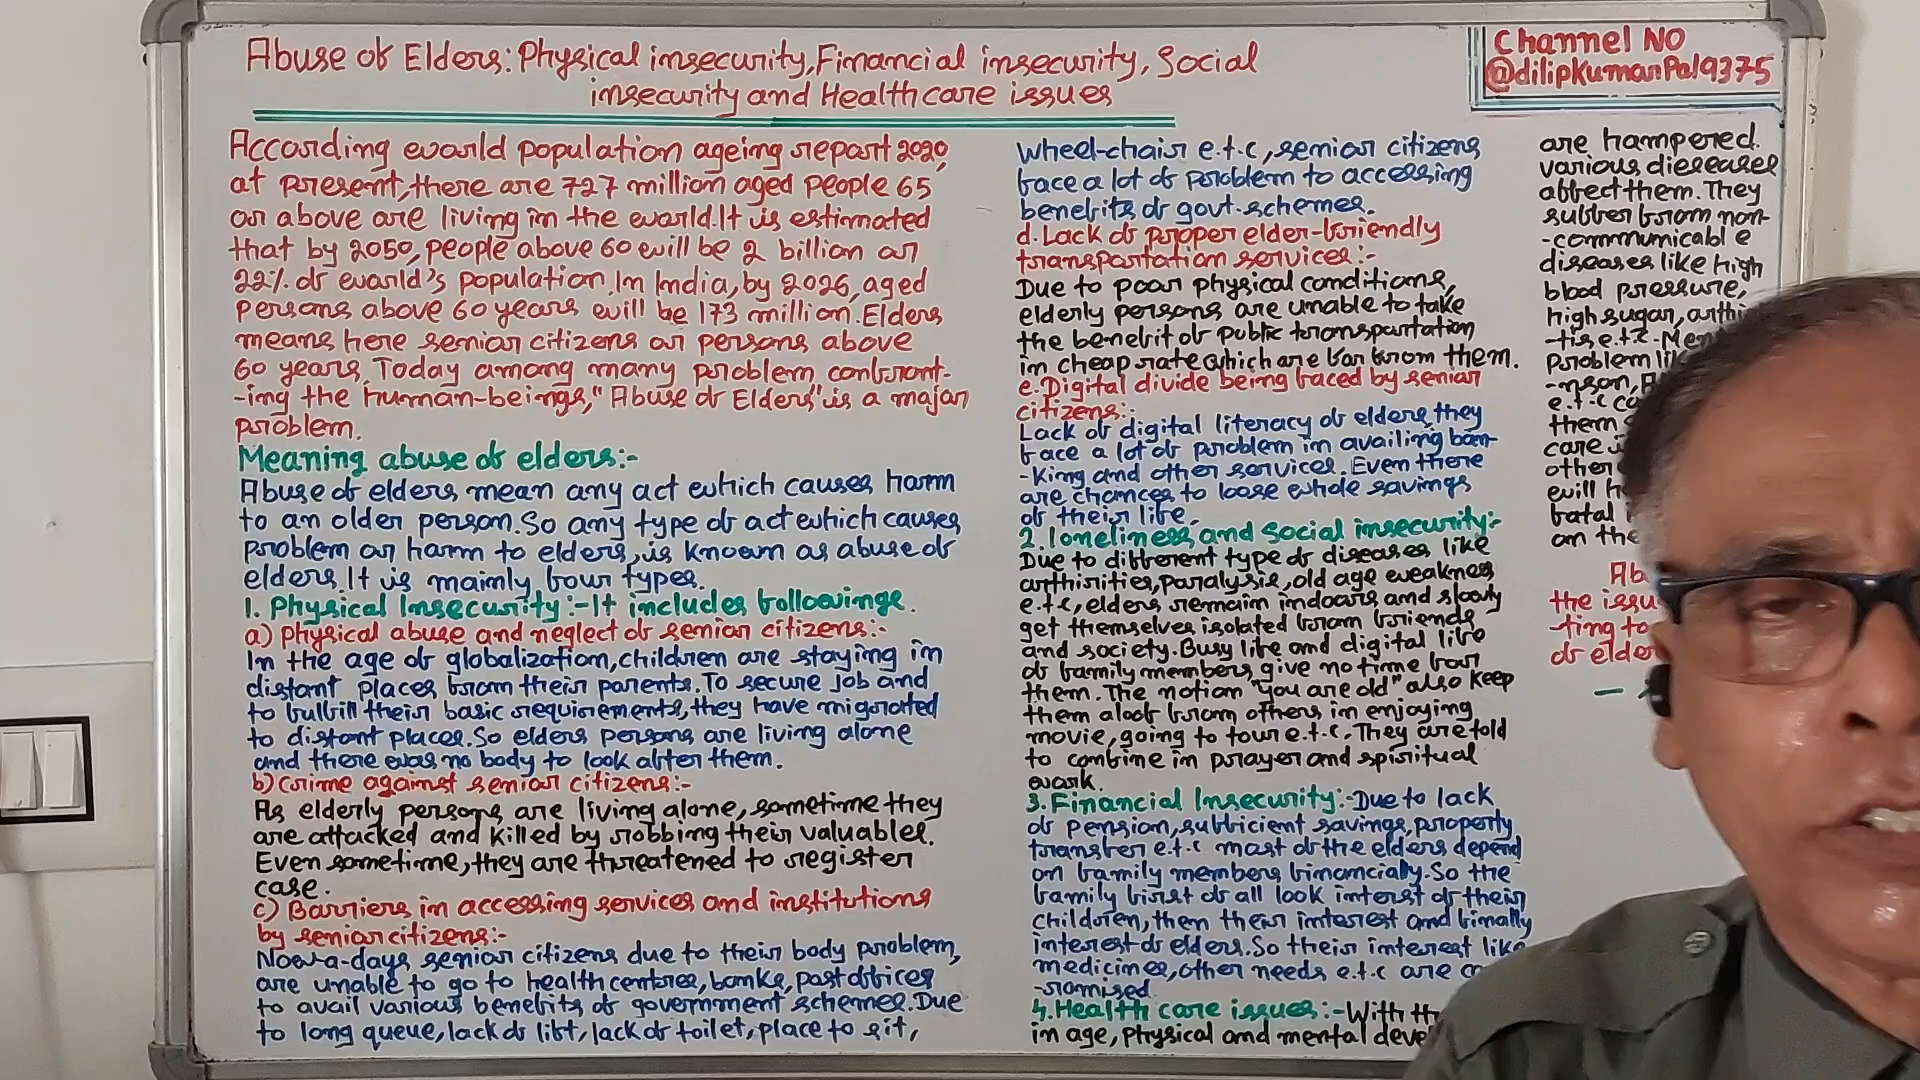 Abuse of Elders: Physical insecurity, Financial insecurity, Social
insecurity and Health care issues
Channel NO
@dilipkumarpal9375
According world population ageing report 2020,
at present, there are 727 million aged people 65
or above are living in the world. It is estimated
that by 2050, people above 60 will be 2 billion or
22% of world's population. In India, by 2026, aged
persons above 60 years will be 173 million. Elders
means here senior citizens or persons above
60 years. Today among many problem, confront-
-ing the human-beings, "Abuse of Elders" is a major
problem.
Meaning abuse of elders:-
Abuse of elders mean any act which causes harm
to an older person. So any type of act which causes
problem or harm to elders, is known as abuse of
elders. It is mainly four types.
1. Physical Insecurity:- It includes followings.
a) Physical abuse and neglect of senior citizens:-
In the age of globalization, children are staying in
distant places from their parents. To secure job and
to fulfill their basic requirements, they have migrated
to distant places. So elders persons are living alone
and there was no body to look after them.
b) Crime against senior citizens:-
As elderly persons are living alone, sometime they
are attacked and killed by robbing their valuables.
Even sometime, they are threatened to register
case.
c) Barriers in accessing services and institutions
by senior citizens:-
Now-a-days, senior citizens due to their body problem,
are unable to go to health centres, banks, post offices
to avail various benefits of government schemes. Due
to long queue, lack of lift, lack of toilet, place to sit,
wheel-chair e.t.c, senior citizens
face a lot of problem to accessing
benefits of govt. schemes.
d. Lack of proper elder-friendly
transportation services:-
Due to poor physical conditions,
elderly persons are unable to take
the benefit of public transportation
in cheap rate which are far from them.
e. Digital divide being faced by senior
citizens:-
Lack of digital literacy of elders, they
face a lot of problem in availing ban-
-king and other services. Even there
are chances to loose whole savings
of their life.
2. loneliness and Social insecurity:-
Due to different type of diseases like
arthirities, paralysis, old age weakness
e.t.c, elders remain indoors and slowly
get themselves isolated from friends
and society. Busy life and digital life
of family members, give no time for
them. The notion "you are old" also keep
them aloof from others in enjoying
movie, going to tour e.t.c. They are told
to confine in prayer and spiritual
work.
3. Financial Insecurity:- Due to lack
of pension, sufficient savings, property
transfer e.t.c most of the elders depend
on family members financially. So the
family first of all look interst of their
children, then their interest and finally
interest of elders. So their interest like
medicines, other needs e.t.c are
-romised.
4. Health care issues:- With
in age, physical and mental
are hampered.
various dieseases
affect them. They
suffer from non-
-communicable
diseases like high
blood pressure,
high sugar, arthi
-tis e.t.c. Men
Problem
-nson,
e.t.c
them
care
other
will
fatal
on the
Ab
the issu
-ting to
of elde